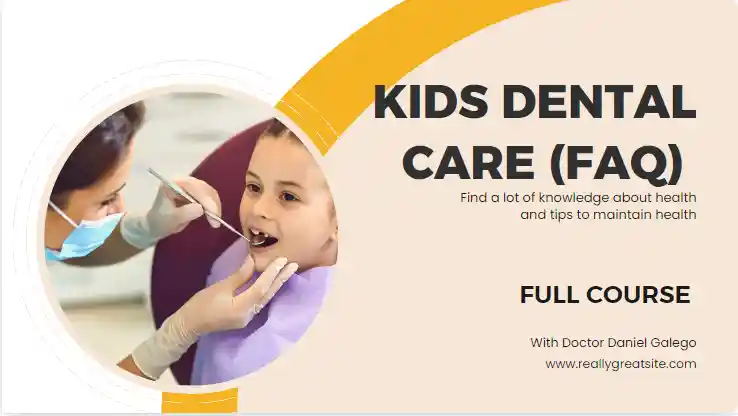 KIDS DENTAL
CARE (FAQ)
Find a lot of knowledge about health
and tips to maintain health
FULL COURSE
With Doctor Daniel Galego
www.reallygreatsite.com